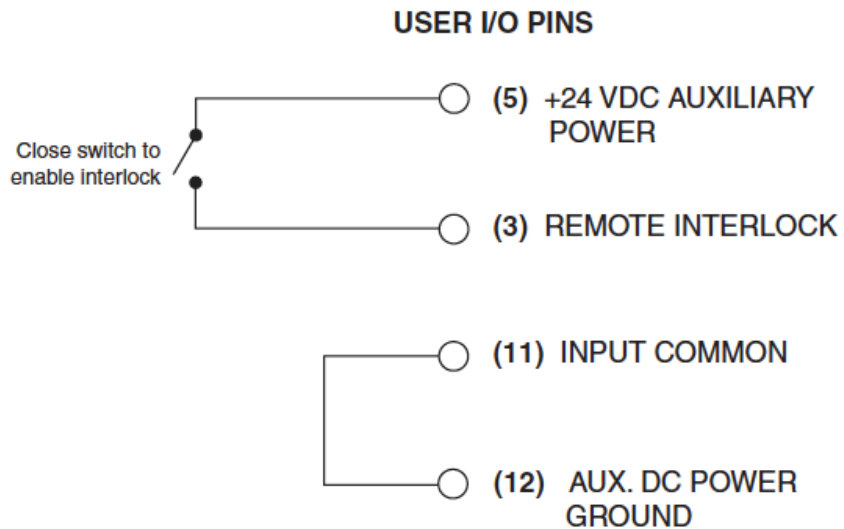 USER I/O PINS
(5) +24 VDC AUXILIARY
POWER
Close switch to
enable interlock
(3) REMOTE INTERLOCK
(11) INPUT COMMON
(12) AUX. DC POWER
GROUND